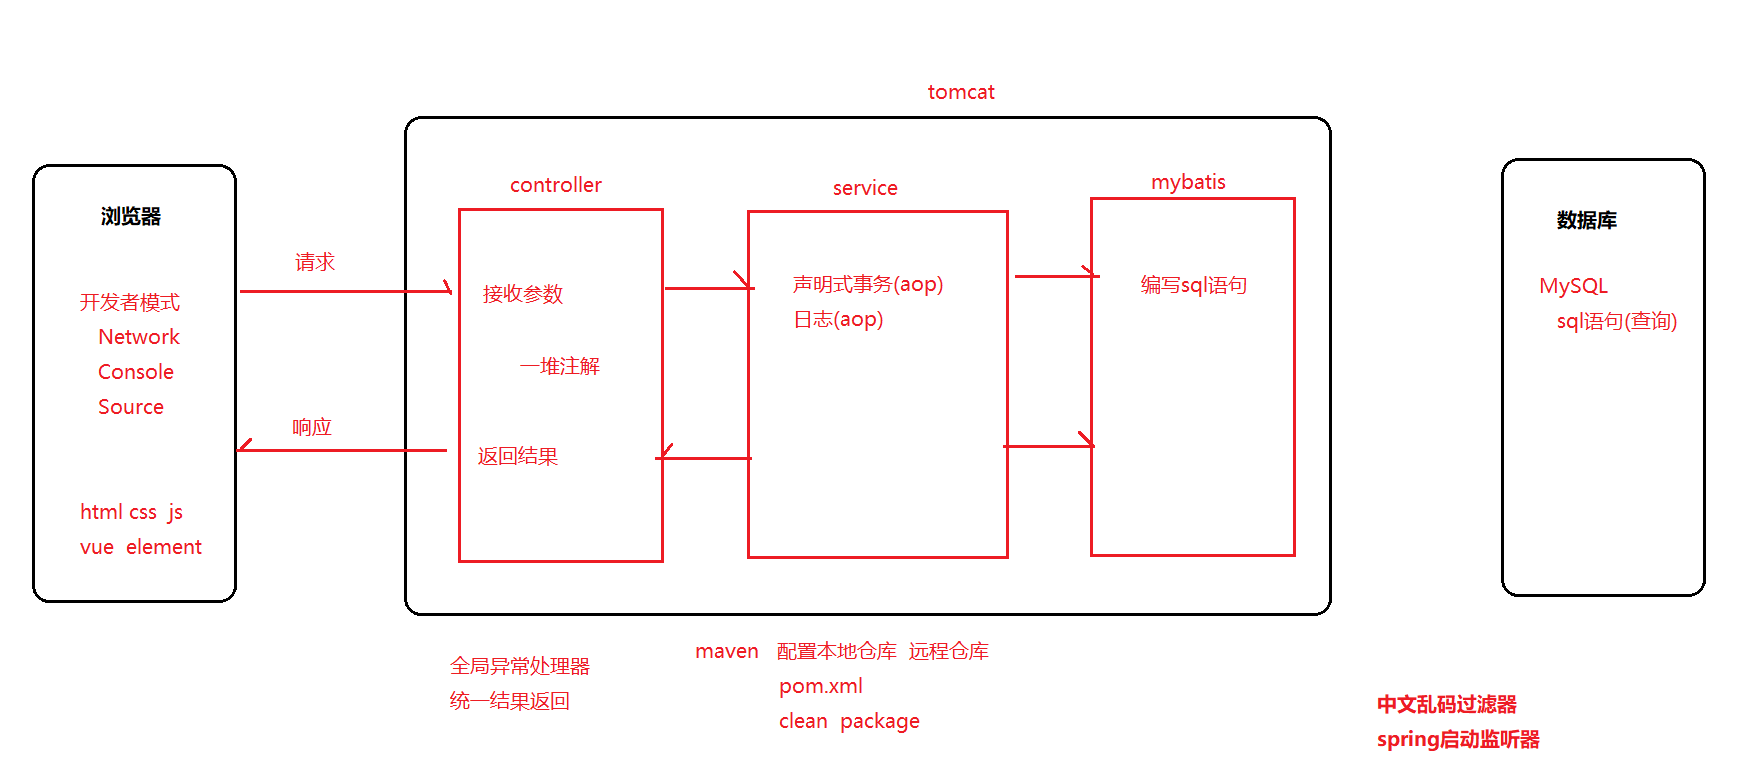 tomcat
浏览器
开发者模式
Network
Console
Source
html css js
vue element
请求
响应
controller
接收参数
一堆注解
返回结果
service
声明式事务(aop)
日志(aop)
mybatis
编写sql语句
数据库
MySQL
sql语句(查询)
全局异常处理器
统一结果返回
maven 配置本地仓库 远程仓库
pom.xml
clean package
中文乱码过滤器
spring启动监听器